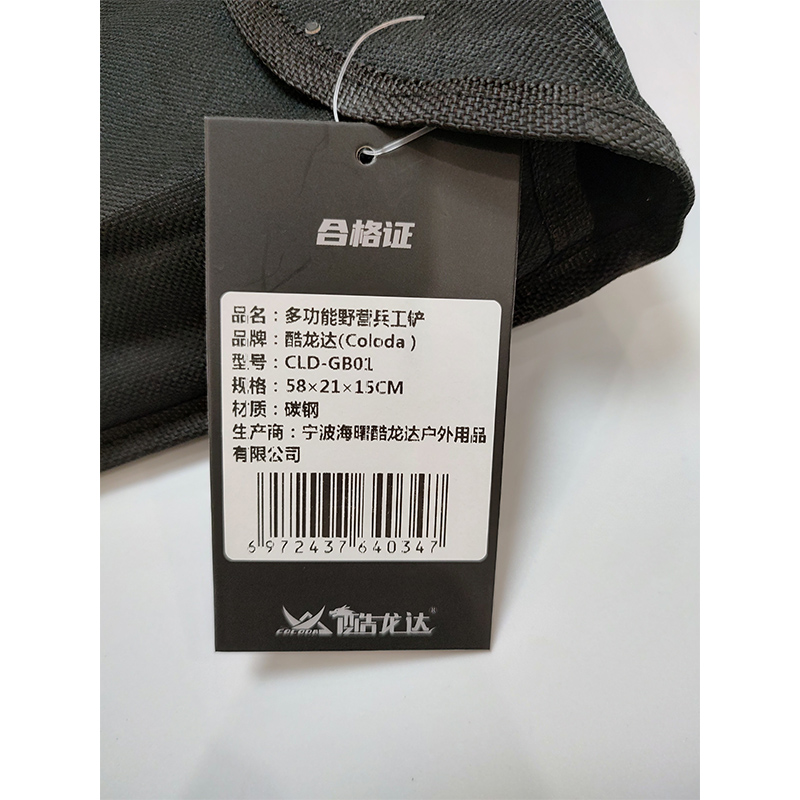 合格证
品名：多功能野营兵工铲
品牌：酷龙达(Coloda )
型号：CLD-GB01
规格：58×21×15CM
材质：碳钢
生产商：宁波海曙酷龙达户外用品
有限公司
6 972437 640347
酷龙达®